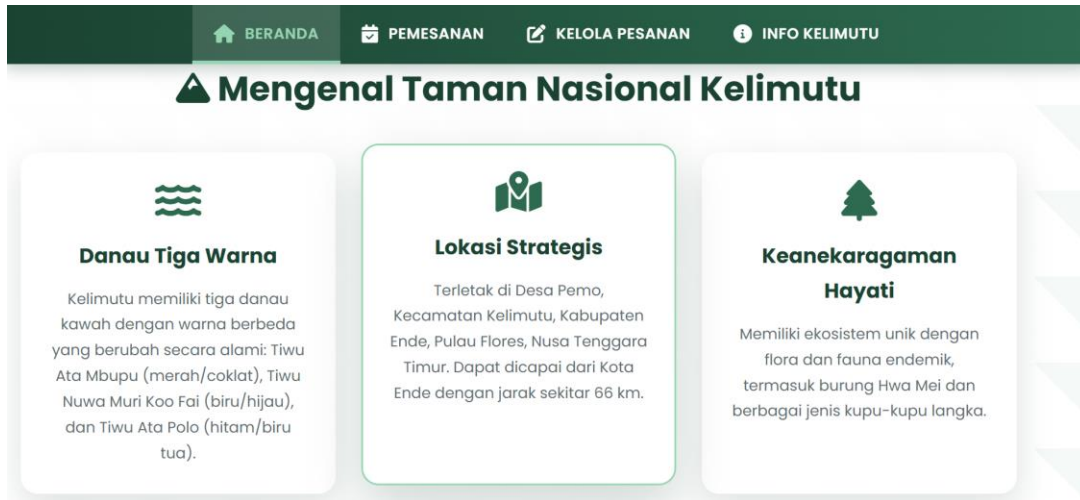 BERANDA
PEMESANAN
KELOLA PESANAN
INFO KELIMUTU
Mengenal Taman Nasional Kelimutu
Danau Tiga Warna
Kelimutu memiliki tiga danau
kawah dengan warna berbeda
yang berubah secara alami: Tiwu
Ata Mbupu (merah/coklat), Tiwu
Nuwa Muri Koo Fai (biru/hijau),
dan Tiwu Ata Polo (hitam/biru
tua).
Lokasi Strategis
Terletak di Desa Pemo,
Kecamatan Kelimutu, Kabupaten
Ende, Pulau Flores, Nusa Tenggara
Timur. Dapat dicapai dari Kota
Ende dengan jarak sekitar 66 km.
Keanekaragaman
Hayati
Memiliki ekosistem unik dengan
flora dan fauna endemik,
termasuk burung Hwa Mei dan
berbagai jenis kupu-kupu langka.